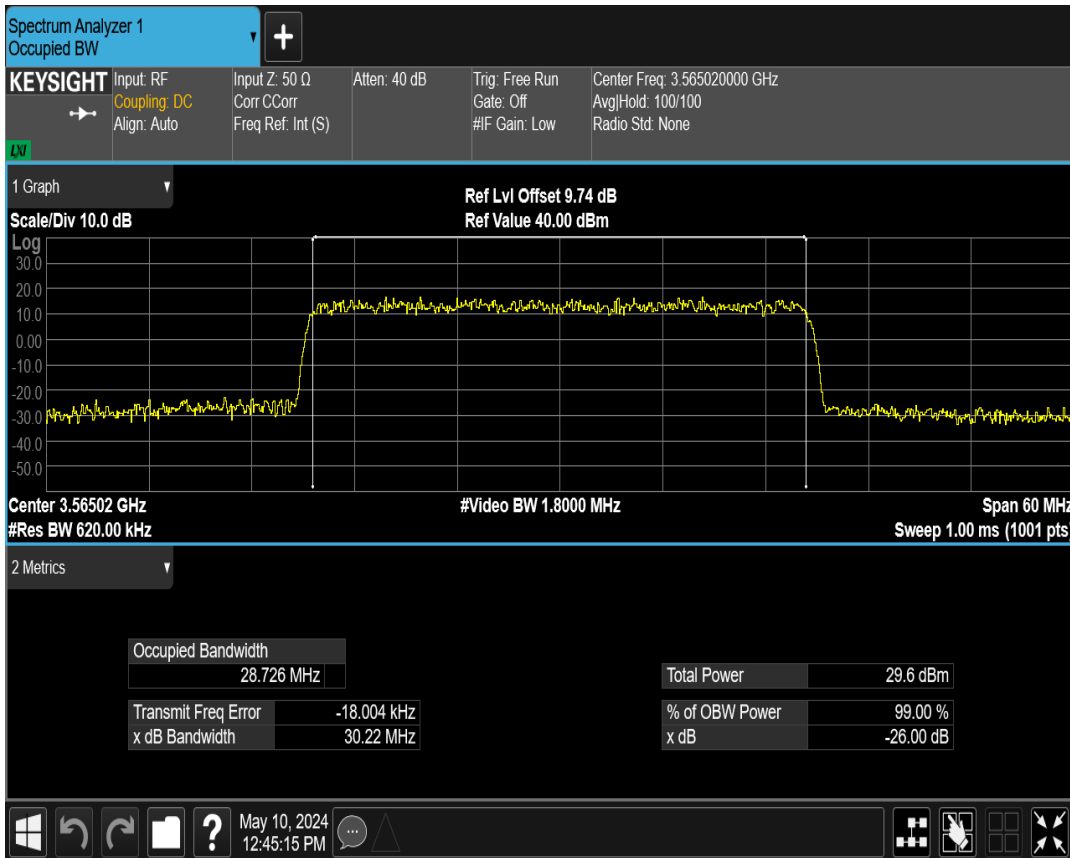 Spectrum Analyzer 1
Occupied BW
KEYSIGHT
LXI
Input: RF
Coupling: DC
Align: Auto
Input Z: 50 Ω
Corr CCorr
Freq Ref: Int (S)
Atten: 40 dB
Trig: Free Run
Gate: Off
#IF Gain: Low
Center Freq: 3.565020000 GHz
Avg|Hold: 100/100
Radio Std: None
1 Graph
Ref Lvl Offset 9.74 dB
Scale/Div 10.0 dB
Ref Value 40.00 dBm
Log
30.0
20.0
10.0
0.00
-10.0
-20.0
-30.0
-40.0
-50.0
Center 3.56502 GHz
#Video BW 1.8000 MHz
Span 60 MHz
#Res BW 620.00 kHz
Sweep 1.00 ms (1001 pts)
2 Metrics
Occupied Bandwidth
28.726 MHz
Total Power 29.6 dBm
Transmit Freq Error -18.004 kHz
% of OBW Power 99.00 %
x dB Bandwidth 30.22 MHz
x dB -26.00 dB
?
May 10, 2024
12:45:15 PM